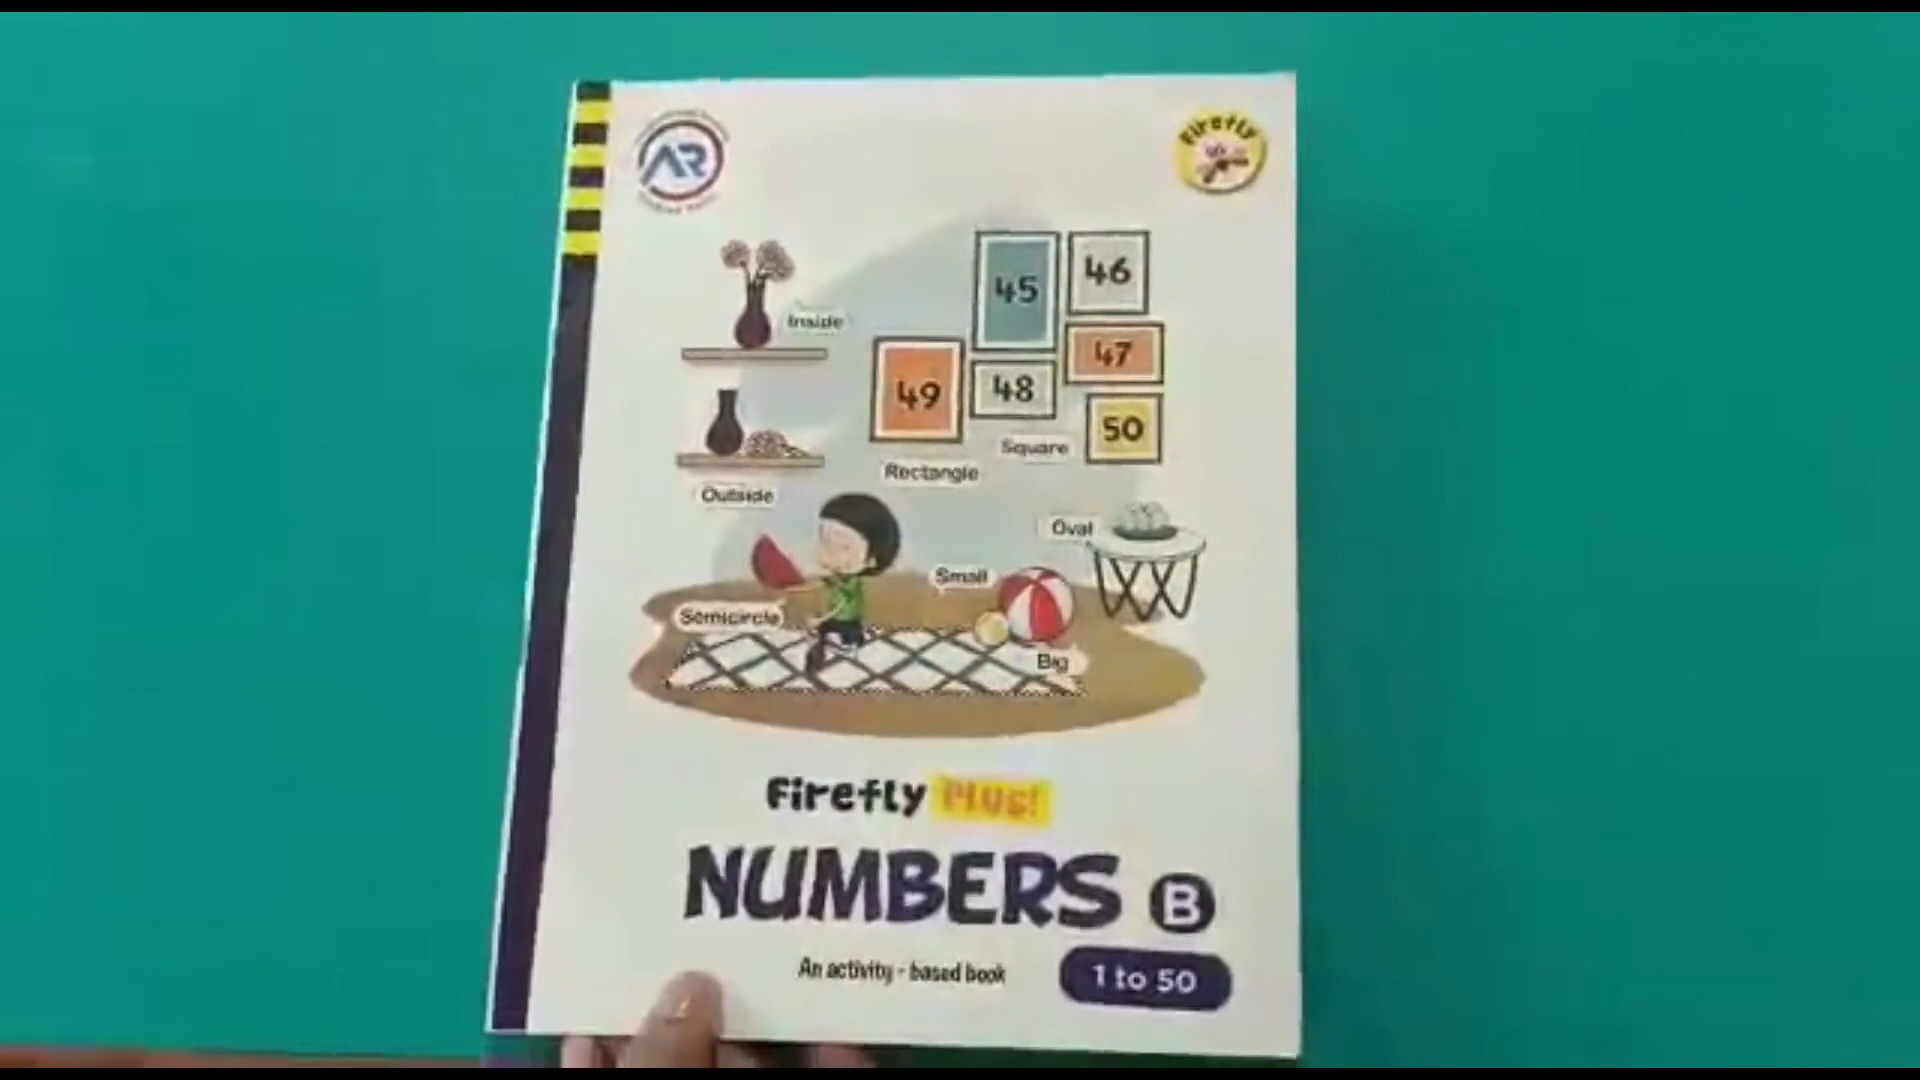 AR
Firefly
Inside
45
46
47
49
48
50
Square
Rectangle
Outside
Oval
Small
Semicircle
Big
Firefly PLUS!
NUMBERS B
An activity - based book
1 to 50